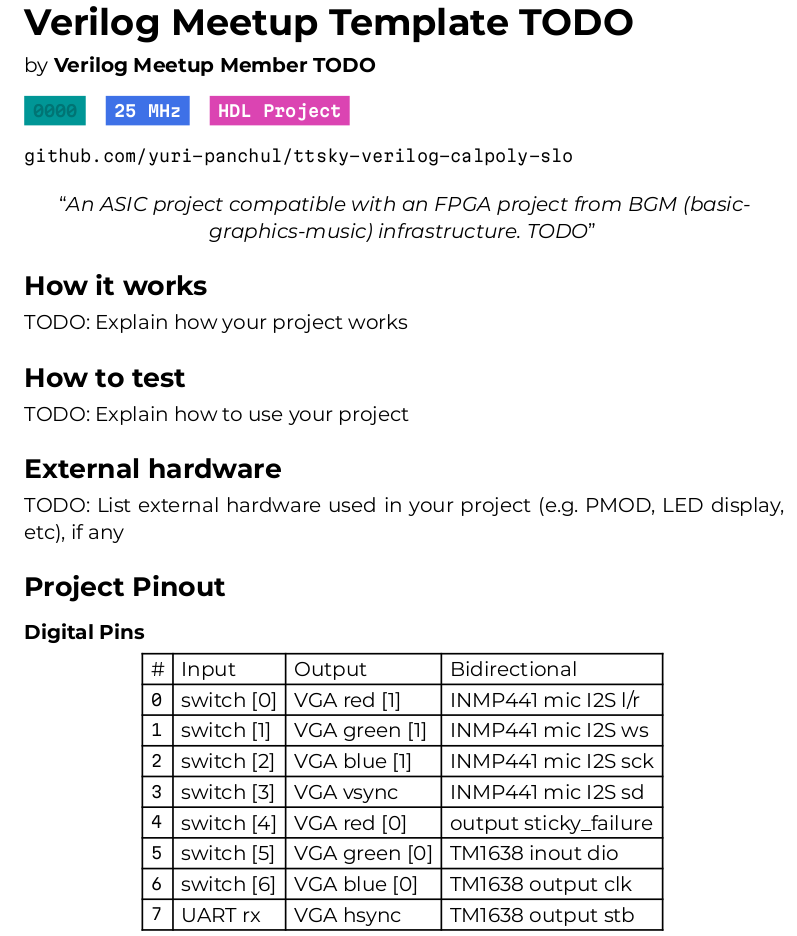 Verilog Meetup Template TODO
by Verilog Meetup Member TODO
0000 25 MHz HDL Project
github.com/yuri-panchul/ttsky-verilog-calpoly-slo
“An ASIC project compatible with an FPGA project from BGM (basic-
graphics-music) infrastructure. TODO”
How it works
TODO: Explain how your project works
How to test
TODO: Explain how to use your project
External hardware
TODO: List external hardware used in your project (e.g. PMOD, LED display,
etc), if any
Project Pinout
Digital Pins
# Input Output Bidirectional
0 switch [0] VGA red [1] INMP441 mic I2S l/r
1 switch [1] VGA green [1] INMP441 mic I2S ws
2 switch [2] VGA blue [1] INMP441 mic I2S sck
3 switch [3] VGA vsync INMP441 mic I2S sd
4 switch [4] VGA red [0] output sticky_failure
5 switch [5] VGA green [0] TM1638 inout dio
6 switch [6] VGA blue [0] TM1638 output clk
7 UART rx VGA hsync TM1638 output stb